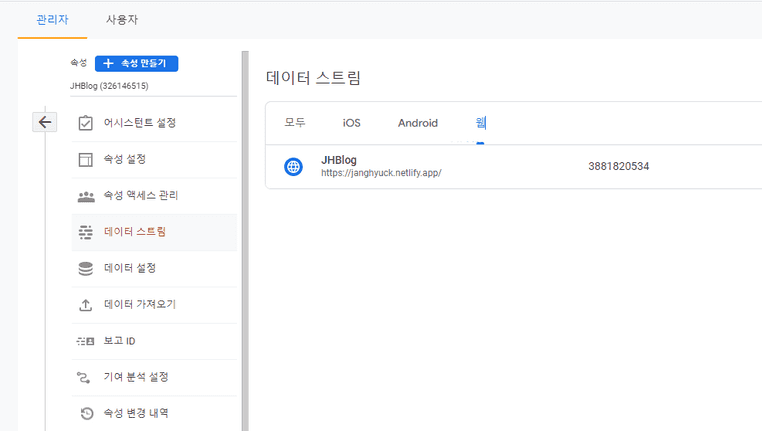 관리자 사용자
속성 + 속성 만들기
JHBlog (326146515)
어시스턴트 설정
속성 설정
속성 액세스 관리
데이터 스트림
데이터 설정
데이터 가져오기
보고 ID
기여 분석 설정
속성 변경 내역
데이터 스트림
모두 iOS Android 웹
JHBlog 3881820534
https://janghyuck.netlify.app/